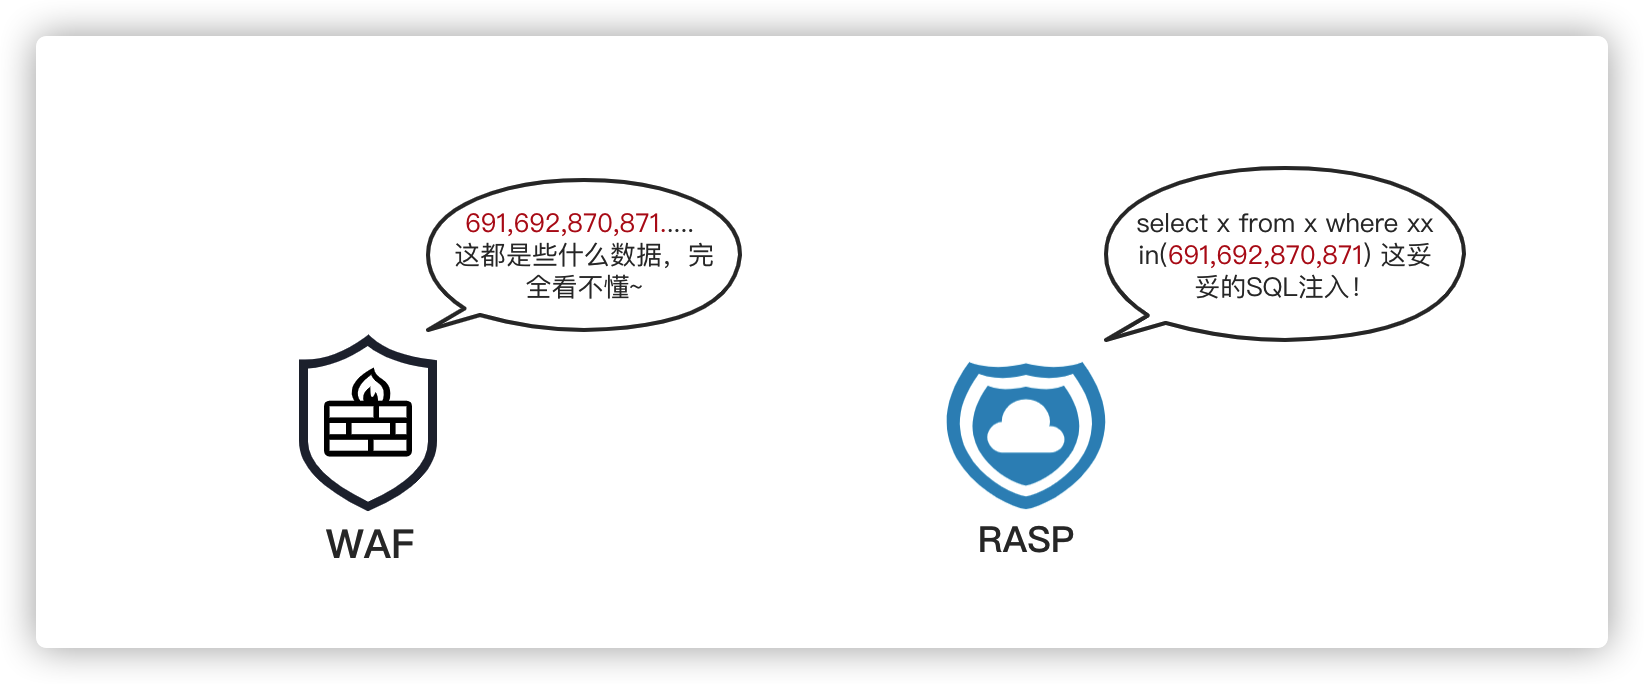 691,692,870,871.....
这都是些什么数据，完
全看不懂~
WAF
select x from x where xx
in(691,692,870,871) 这妥
妥的SQL注入！
RASP